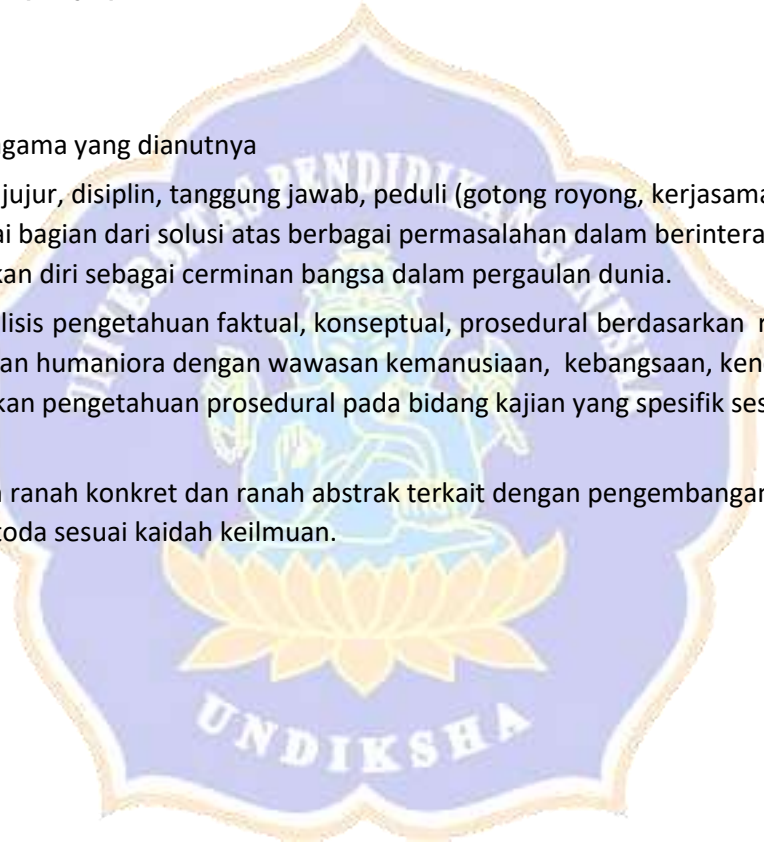 agama yang dianutnya
jujur, disiplin, tanggung jawab, peduli (gotong royong, kerjasama
ai bagian dari solusi atas berbagai permasalahan dalam berintera
kan diri sebagai cerminan bangsa dalam pergaulan dunia.
lisis pengetahuan faktual, konseptual, prosedural berdasarkan
an humaniora dengan wawasan kemanusiaan, kebangsaan, ken
kan pengetahuan prosedural pada bidang kajian yang spesifik ses
ranah konkret dan ranah abstrak terkait dengan pengembangan
toda sesuai kaidah keilmuan.
UNIVERSITAS PENDIDIKAN GANESHA
UNDIKSHA